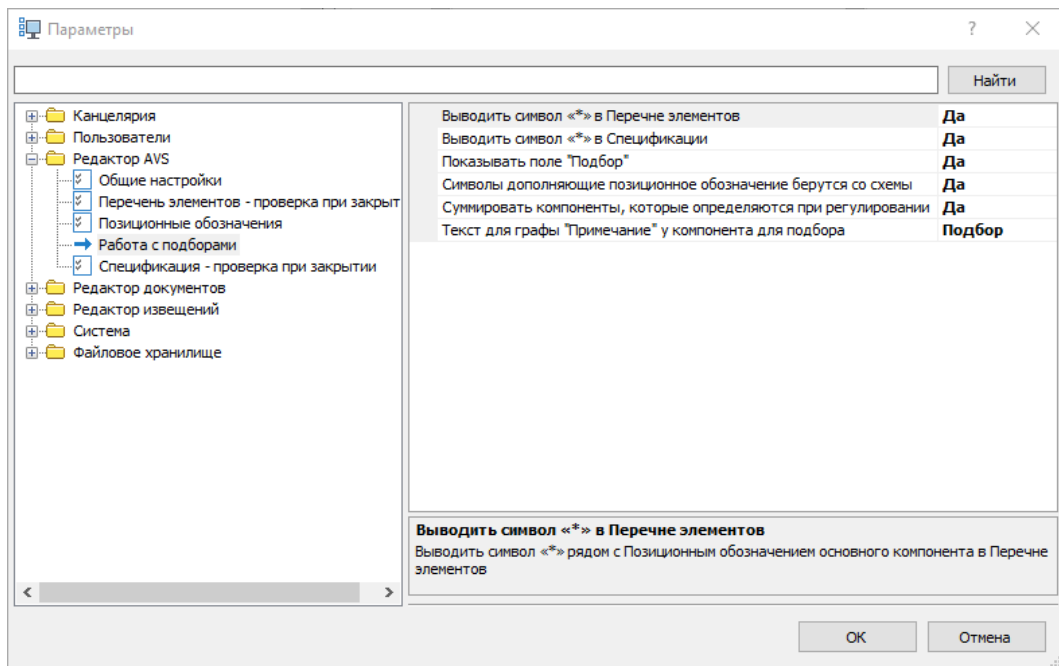 Параметры
?
Найти
Канцелярия
Пользователи
Редактор AVS
Общие настройки
Перечень элементов - проверка при закрыт
Позиционные обозначения
Работа с подборами
Спецификация - проверка при закрытии
Редактор документов
Редактор извещений
Система
Файловое хранилище
Выводить символ «*» в Перечне элементов Да
Выводить символ «*» в Спецификации Да
Показывать поле "Подбор" Да
Символы дополняющие позиционное обозначение берутся со схемы Да
Суммировать компоненты, которые определяются при регулировании Да
Текст для графы "Примечание" у компонента для подбора Подбор
Выводить символ «*» в Перечне элементов
Выводить символ «*» рядом с Позиционным обозначением основного компонента в Перечне
элементов
OK Отмена